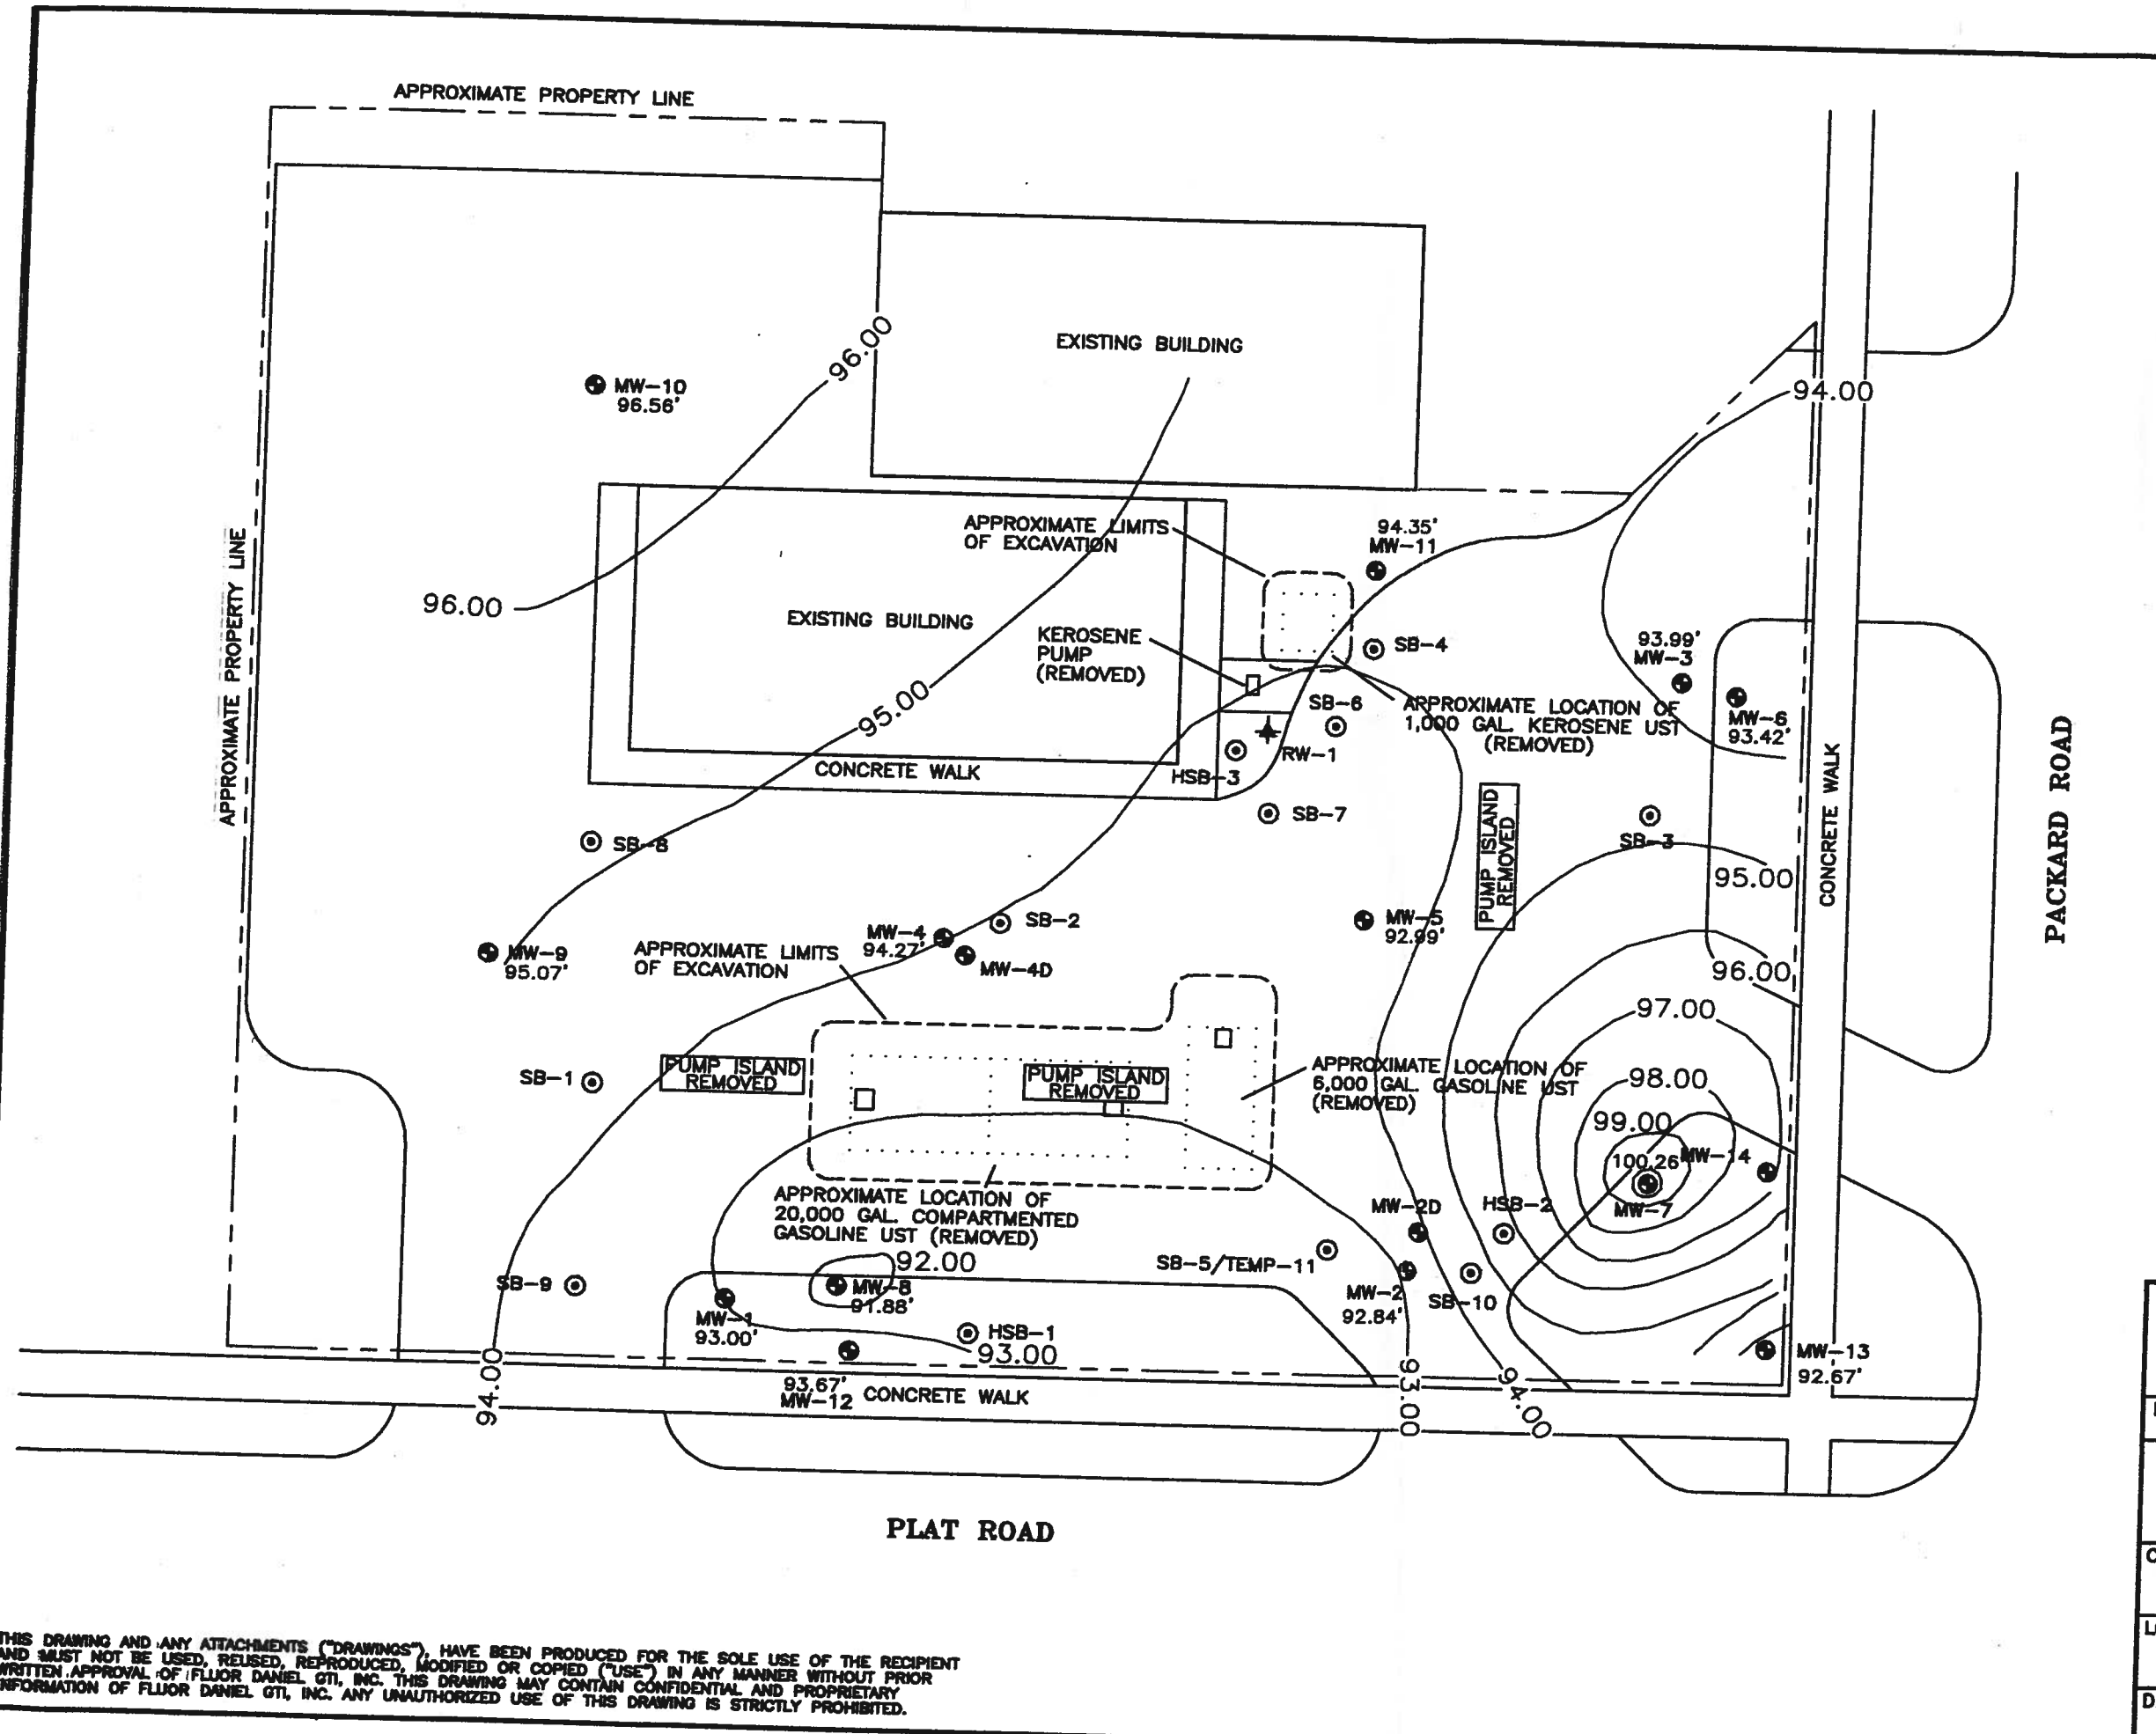 APPROXIMATE PROPERTY LINE
96.00
EXISTING BUILDING
MW-10
96.56'
94.00
APPROXIMATE LIMITS
OF EXCAVATION
94.35'
MW-11
APPROXIMATE PROPERTY LINE
96.00
EXISTING BUILDING
KEROSENE
PUMP
(REMOVED)
SB-4
93.99'
MW-3
SB-6
APPROXIMATE LOCATION OF
1,000 GAL. KEROSENE UST
(REMOVED)
MW-6
93.42'
95.00
RW-1
HSB-3
CONCRETE WALK
SB-7
PUMP ISLAND
REMOVED
CONCRETE WALK
PACKARD ROAD
SB-8
SB-3
95.00
SB-2
MW-4
94.27'
MW-4D
MW-5
92.99'
MW-9
95.07'
APPROXIMATE LIMITS
OF EXCAVATION
96.00
97.00
SB-1
PUMP ISLAND
REMOVED
PUMP ISLAND
REMOVED
APPROXIMATE LOCATION OF
6,000 GAL. GASOLINE UST
(REMOVED)
98.00
99.00
100.26
MW-14
MW-7
APPROXIMATE LOCATION OF
20,000 GAL. COMPARTMENTED
GASOLINE UST (REMOVED)
MW-2D
HSB-2
92.00
SB-5/TEMP-11
SB-9
MW-8
91.88'
MW-2
92.84'
SB-10
MW-1
93.00'
HSB-1
93.00
MW-13
92.67'
94.00
93.67'
MW-12
CONCRETE WALK
93.00
94.00
PLAT ROAD
THIS DRAWING AND ANY ATTACHMENTS ("DRAWINGS"), HAVE BEEN PRODUCED FOR THE SOLE USE OF THE RECIPIENT
AND MUST NOT BE USED, REUSED, REPRODUCED, MODIFIED OR COPIED ("USE") IN ANY MANNER WITHOUT PRIOR
WRITTEN APPROVAL OF FLUOR DANIEL GTI, INC. THIS DRAWING MAY CONTAIN CONFIDENTIAL AND PROPRIETARY
INFORMATION OF FLUOR DANIEL GTI, INC. ANY UNAUTHORIZED USE OF THIS DRAWING IS STRICTLY PROHIBITED.